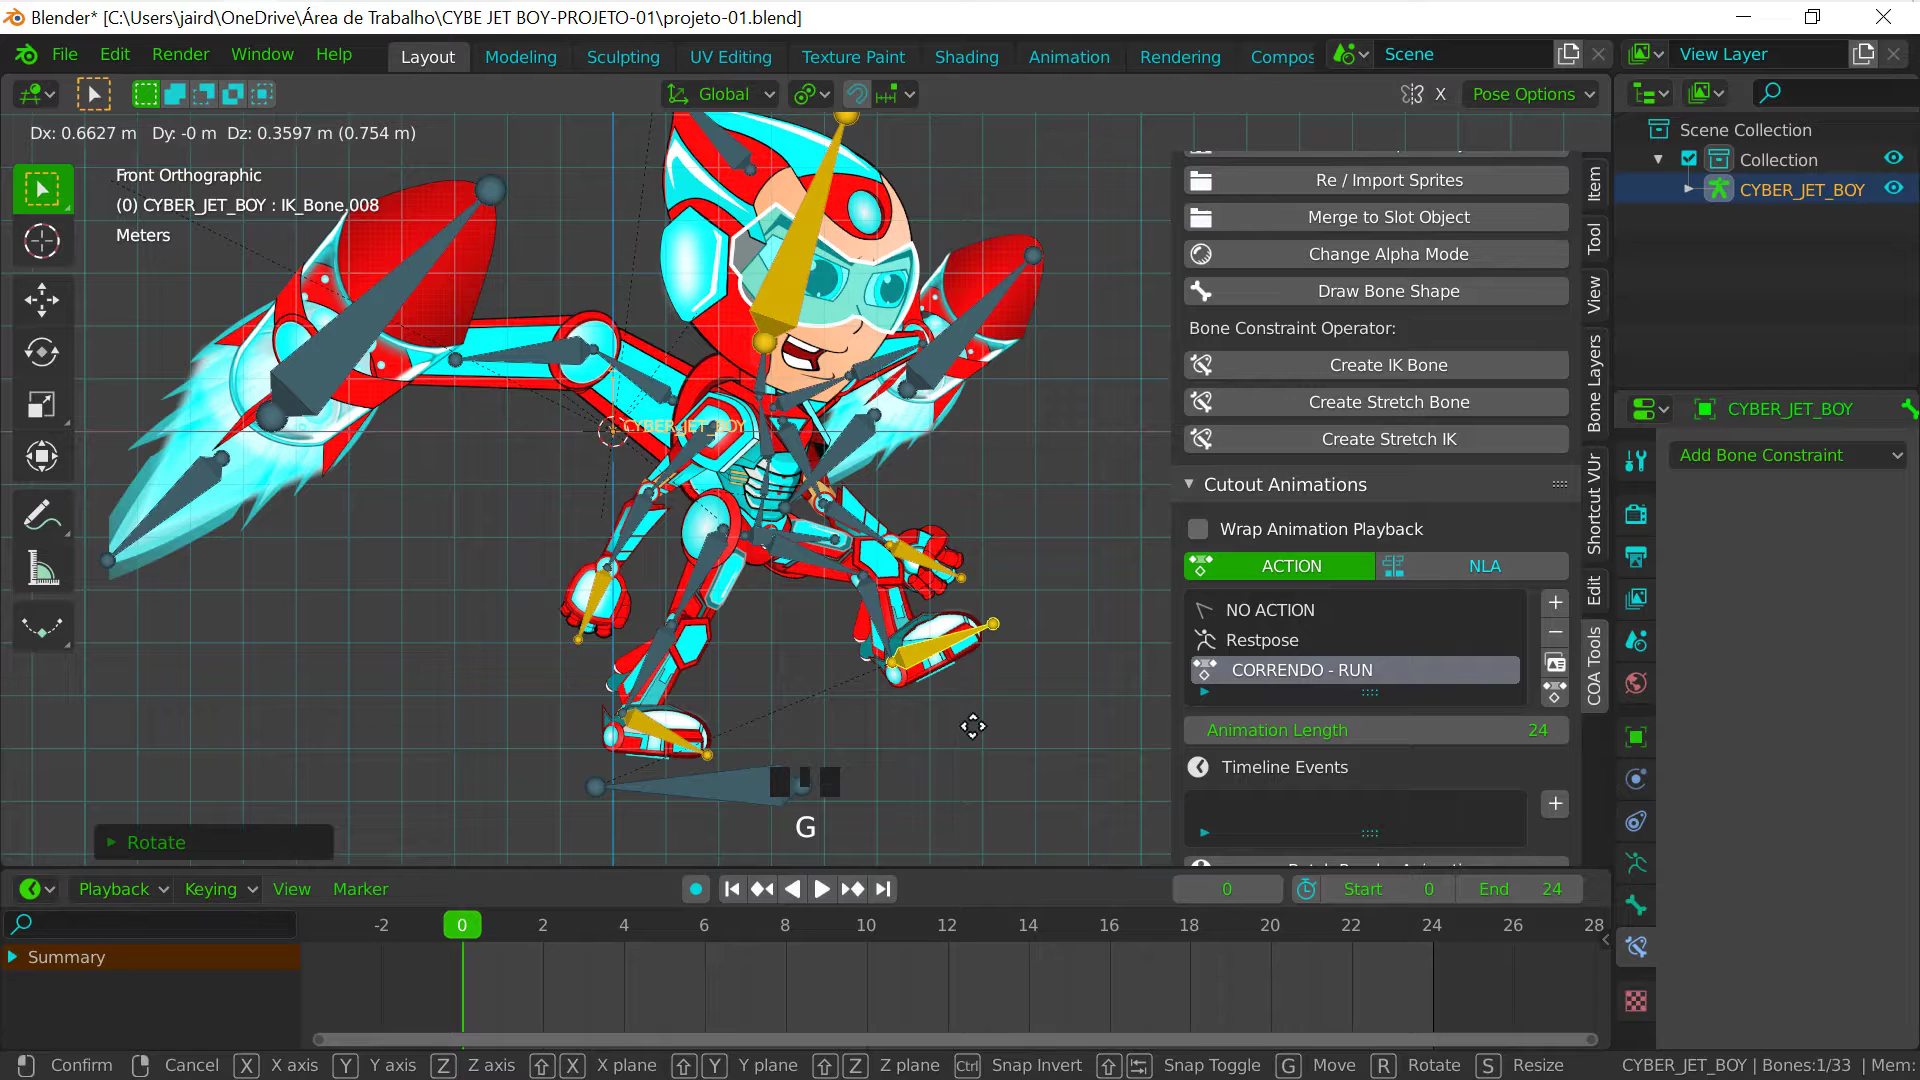 Blender* [C:\Users\jaird\OneDrive\Área de Trabalho\CYBE JET BOY-PROJETO-01\projeto-01.blend]
File Edit Render Window Help Layout Modeling Sculpting UV Editing Texture Paint Shading Animation Rendering Compos Scene View Layer
Global X Pose Options
Dx: 0.6627 m Dy: -0 m Dz: 0.3597 m (0.754 m)
Front Orthographic
(0) CYBER_JET_BOY : IK_Bone.008
Meters
CYBER_JET_BOY
G
Rotate
Re / Import Sprites
Merge to Slot Object
Change Alpha Mode
Draw Bone Shape
Bone Constraint Operator:
Create IK Bone
Create Stretch Bone
Create Stretch IK
Cutout Animations
Wrap Animation Playback
ACTION NLA
NO ACTION
Restpose
CORRENDO - RUN
Animation Length 24
Timeline Events
Item
Tool
View
Bone Layers
Shortcut VUr
Edit
COA Tools
Scene Collection
Collection
CYBER_JET_BOY
CYBER_JET_BOY
Add Bone Constraint
Playback Keying View Marker 0 Start 0 End 24
-2 0 2 4 6 8 10 12 14 16 18 20 22 24 26 28
Summary
Confirm Cancel X X axis Y Y axis Z Z axis X X plane Y Y plane Z Z plane Ctrl Snap Invert Snap Toggle G Move R Rotate S Resize CYBER_JET_BOY | Bones:1/33 | Mem: